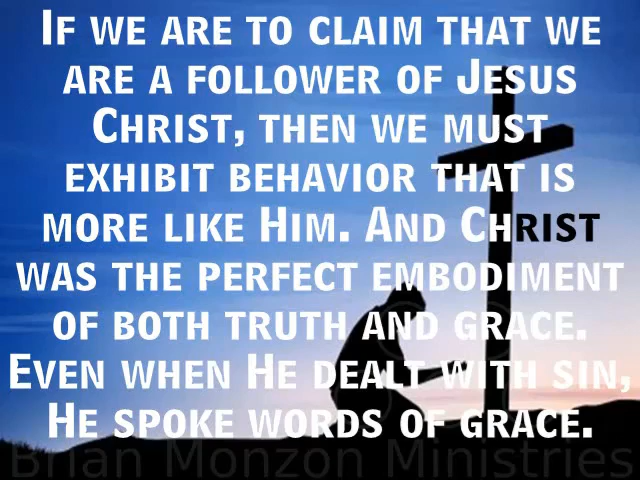 If we are to claim that we
are a follower of Jesus
Christ, then we must
exhibit behavior that is
more like Him. And Christ
was the perfect embodiment
of both truth and grace.
Even when He dealt with sin,
He spoke words of grace.
Brian Monzon Ministries